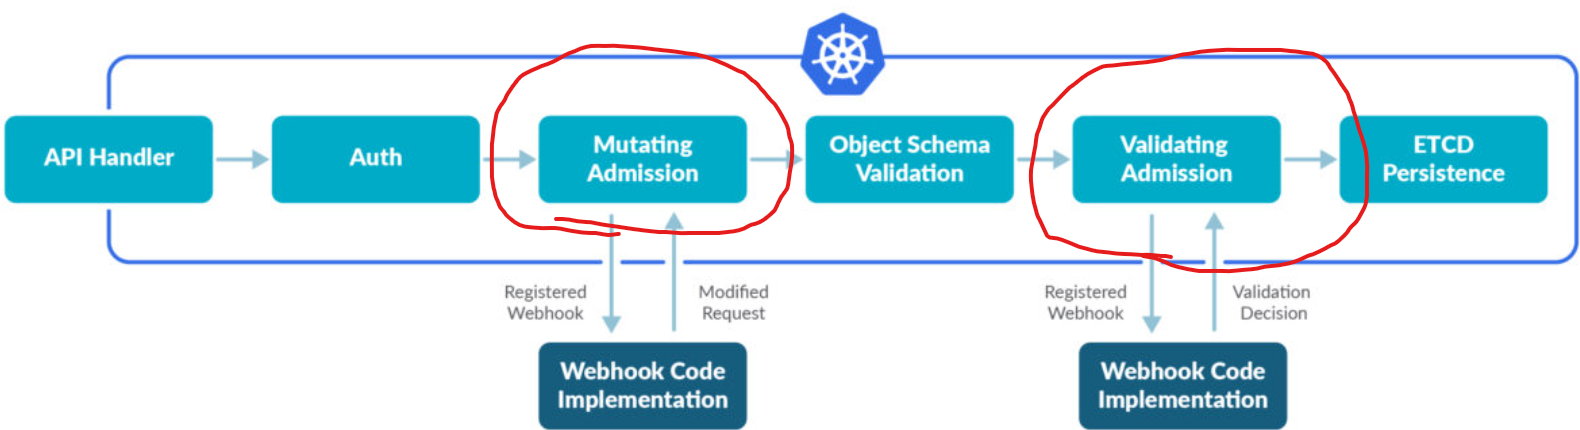 API Handler
Auth
Mutating
Admission
Object Schema
Validation
Validating
Admission
ETCD
Persistence
Registered
Webhook
Modified
Request
Registered
Webhook
Validation
Decision
Webhook Code
Implementation
Webhook Code
Implementation